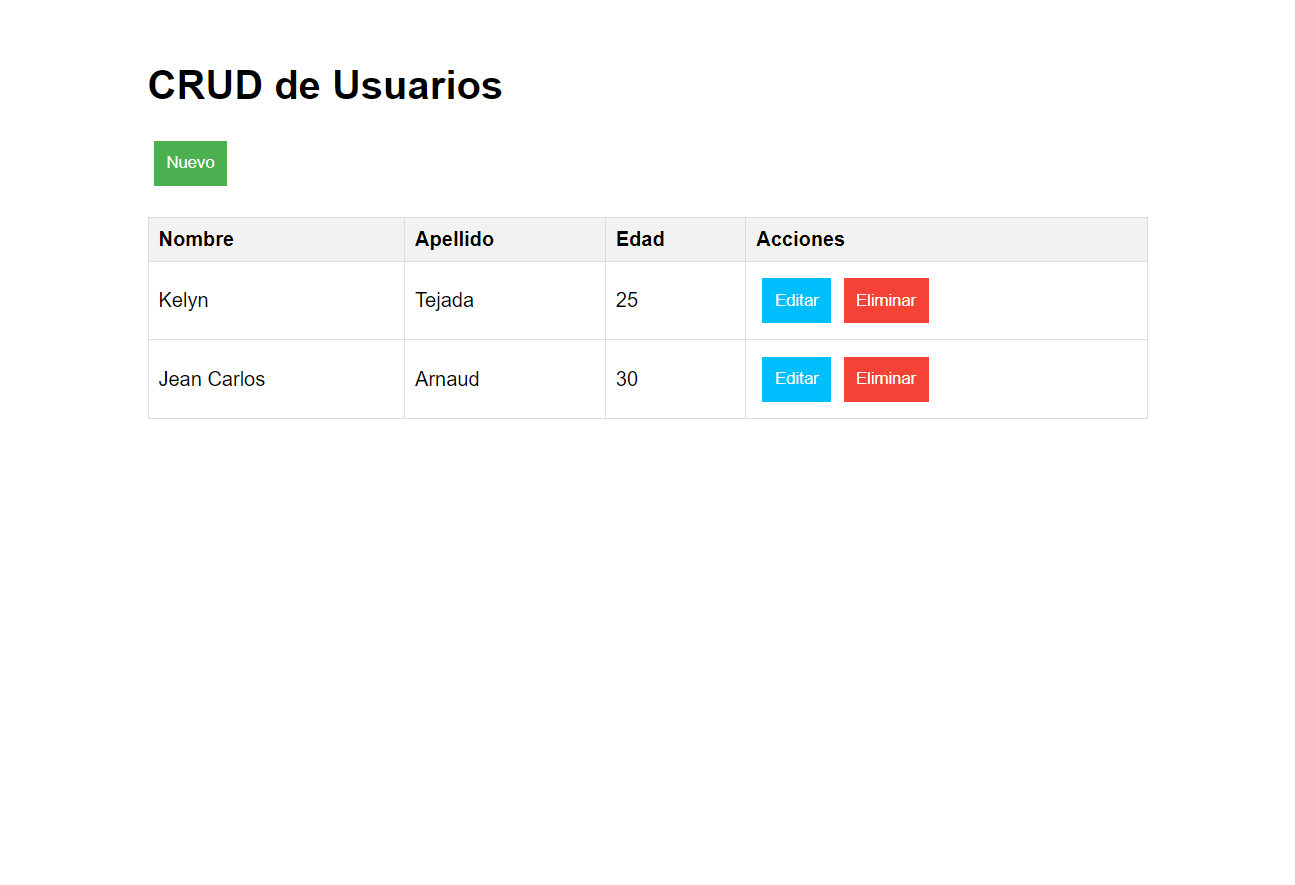 CRUD de Usuarios
Nuevo
Nombre Apellido Edad Acciones
Kelyn Tejada 25 Editar Eliminar
Jean Carlos Arnaud 30 Editar Eliminar